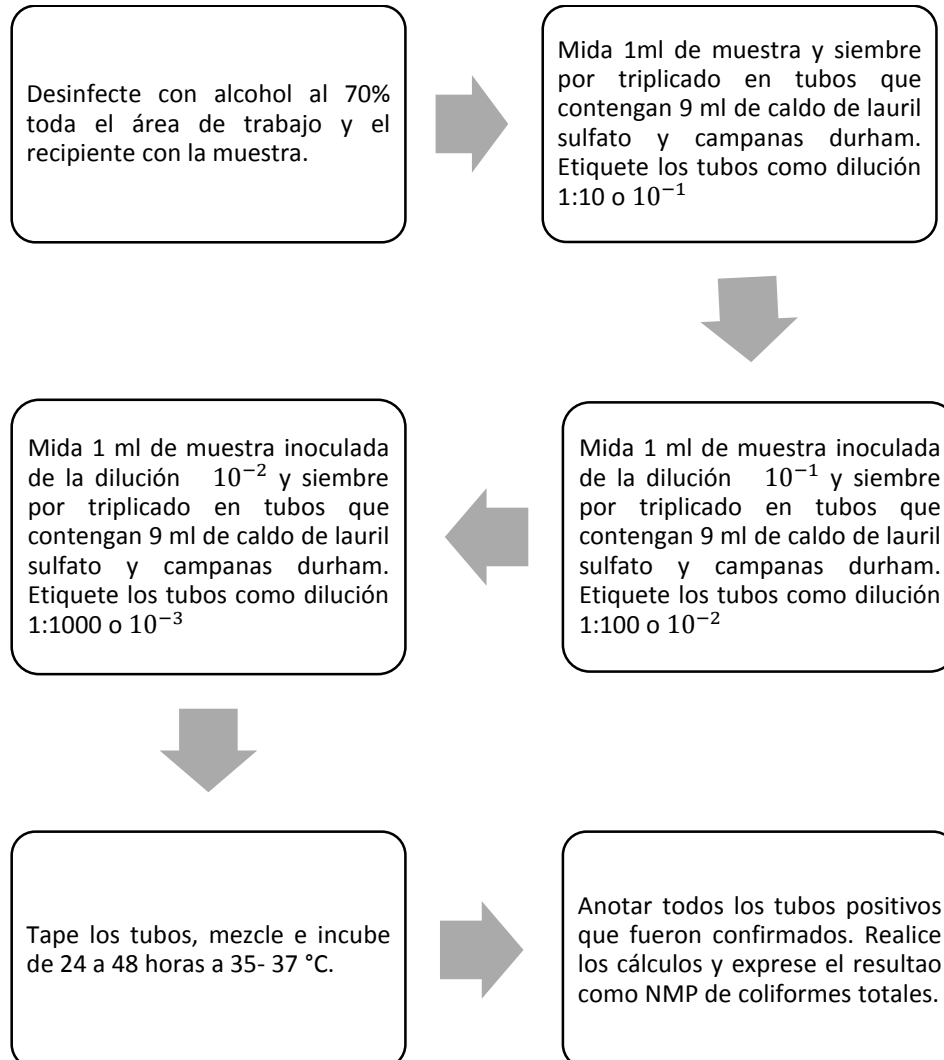 Desinfecte con alcohol al 70%
toda el área de trabajo y el
recipiente con la muestra.
Mida 1ml de muestra y siembre
por triplicado en tubos que
contengan 9 ml de caldo de lauril
sulfato y campanas durham.
Etiquete los tubos como dilución
1:10 o 10⁻¹
Mida 1 ml de muestra inoculada
de la dilución 10⁻¹ y siembre
por triplicado en tubos que
contengan 9 ml de caldo de lauril
sulfato y campanas durham.
Etiquete los tubos como dilución
1:100 o 10⁻²
Mida 1 ml de muestra inoculada
de la dilución 10⁻² y siembre
por triplicado en tubos que
contengan 9 ml de caldo de lauril
sulfato y campanas durham.
Etiquete los tubos como dilución
1:1000 o 10⁻³
Tape los tubos, mezcle e incube
de 24 a 48 horas a 35- 37 °C.
Anotar todos los tubos positivos
que fueron confirmados. Realice
los cálculos y exprese el resultao
como NMP de coliformes totales.